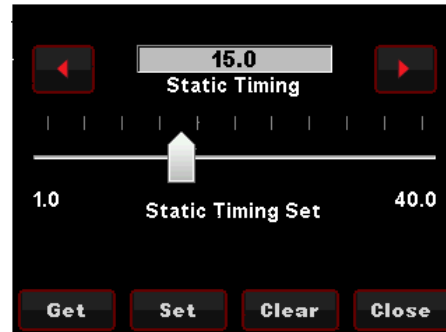 15.0
Static Timing
1.0
40.0
Static Timing Set
Get
Set
Clear
Close